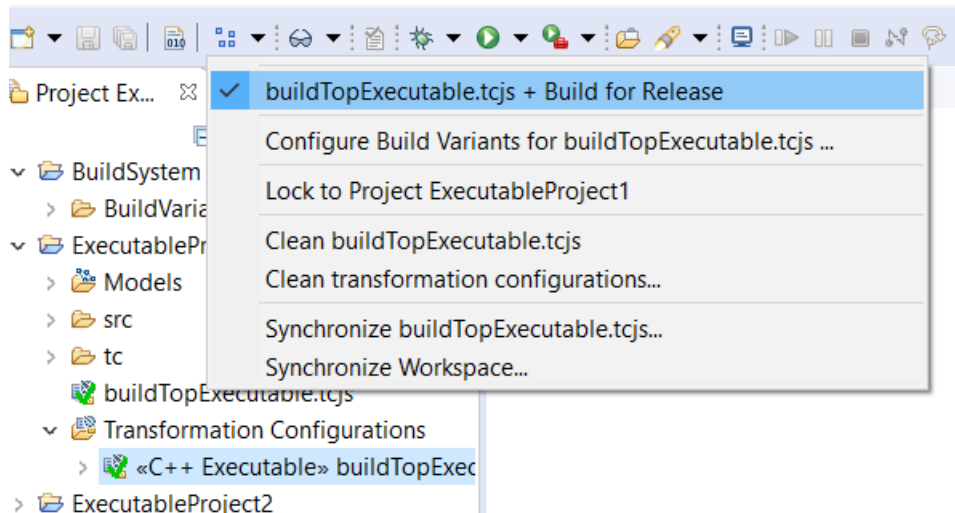 010
Project Ex...
buildTopExecutable.tcjs + Build for Release
Configure Build Variants for buildTopExecutable.tcjs ...
Lock to Project ExecutableProject1
Clean buildTopExecutable.tcjs
Clean transformation configurations...
Synchronize buildTopExecutable.tcjs...
Synchronize Workspace...
BuildSystem
BuildVaria
ExecutablePr
Models
src
tc
buildTopExecutable.tcjs
Transformation Configurations
«C++ Executable» buildTopExec
ExecutableProject2